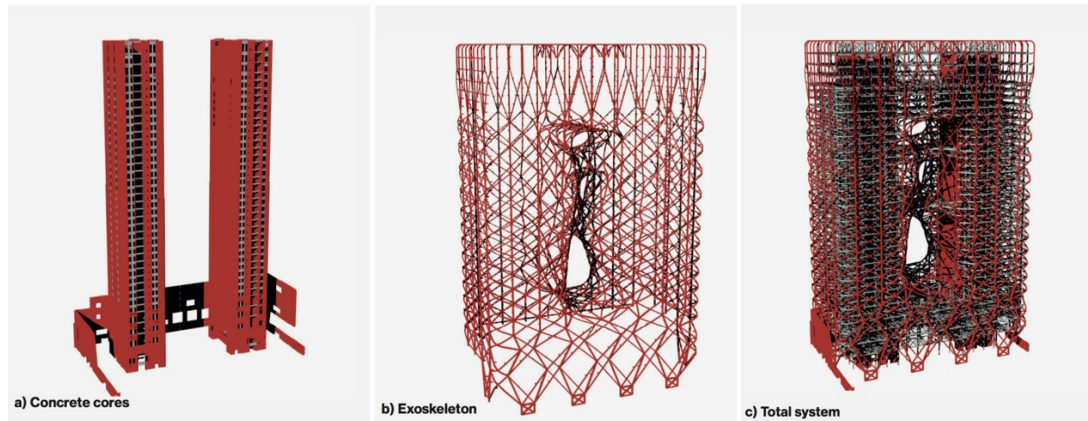 a) Concrete cores
b) Exoskeleton
c) Total system